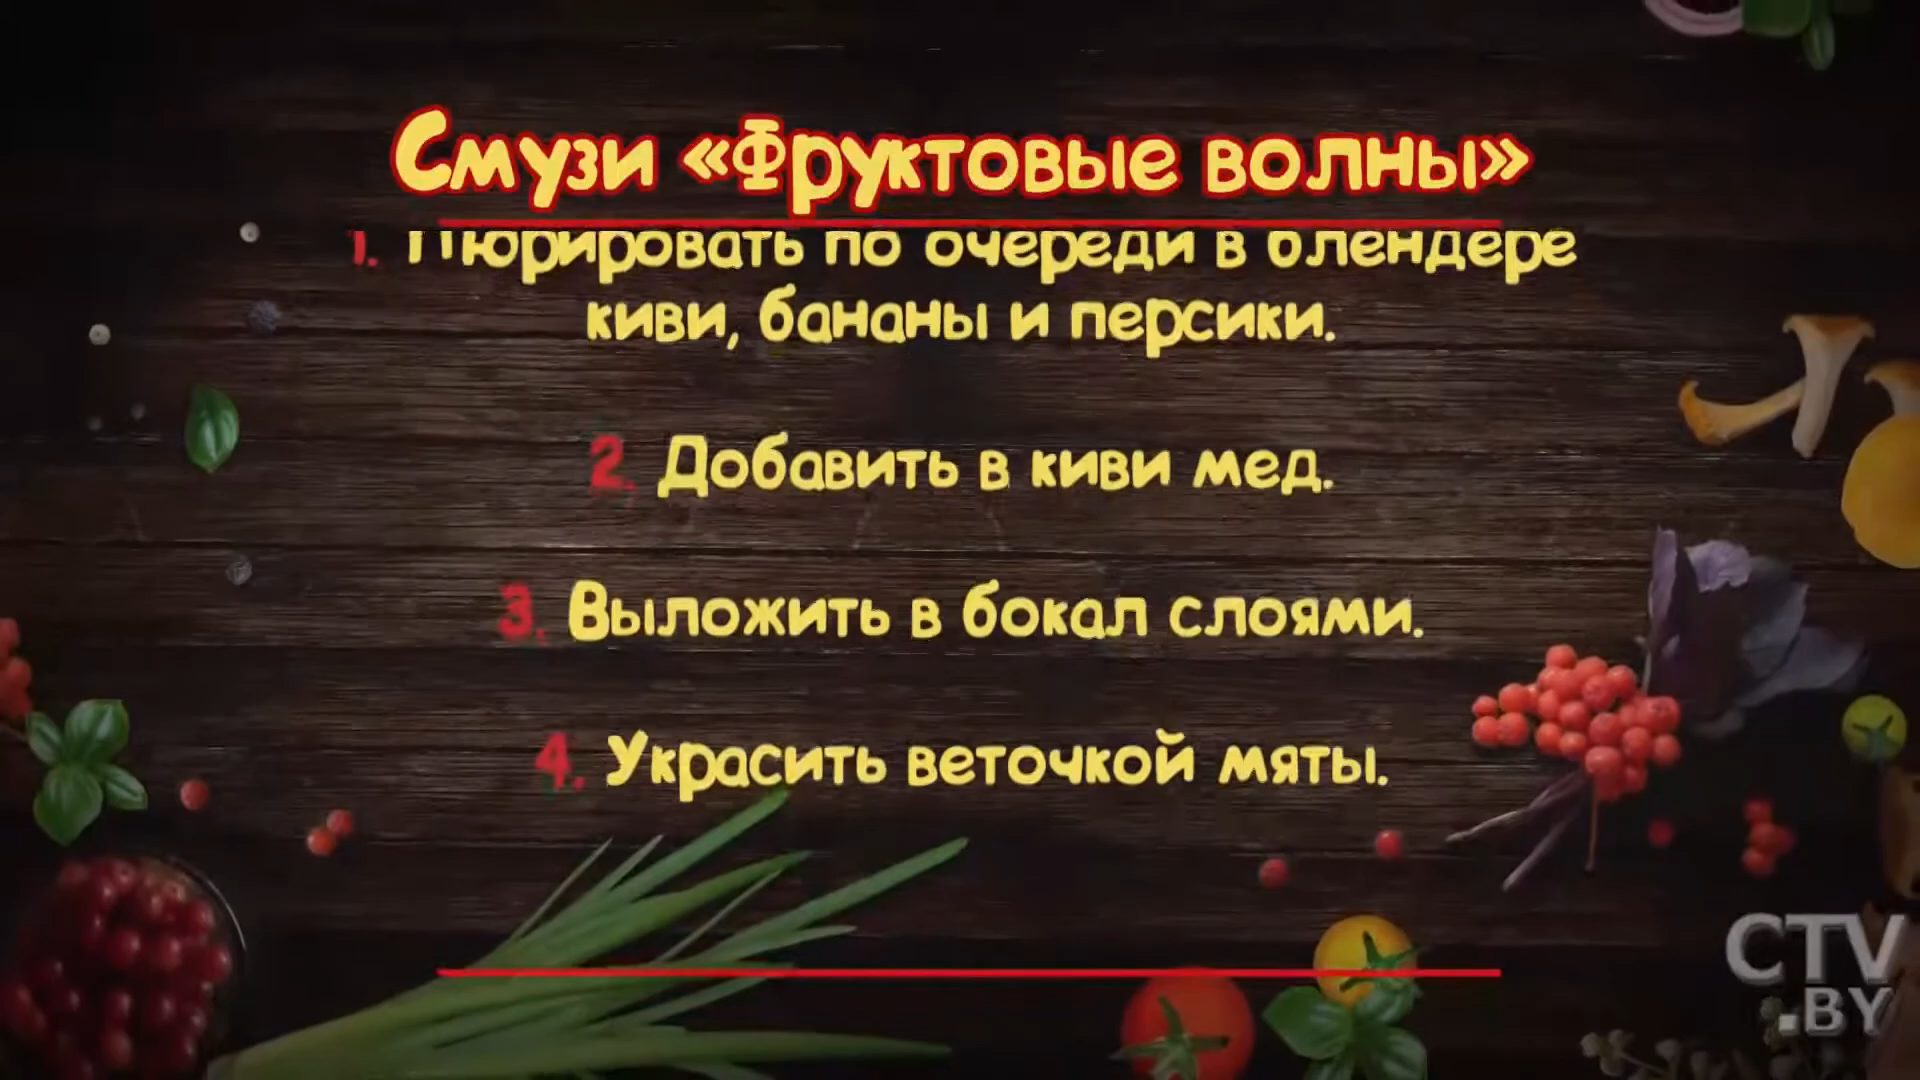 Смузи «Фруктовые волны»
1. Пюрировать по очереди в блендере
киви, бананы и персики.
2. Добавить в киви мед.
3. Выложить в бокал слоями.
4. Украсить веточкой мяты.
CTV
.BY